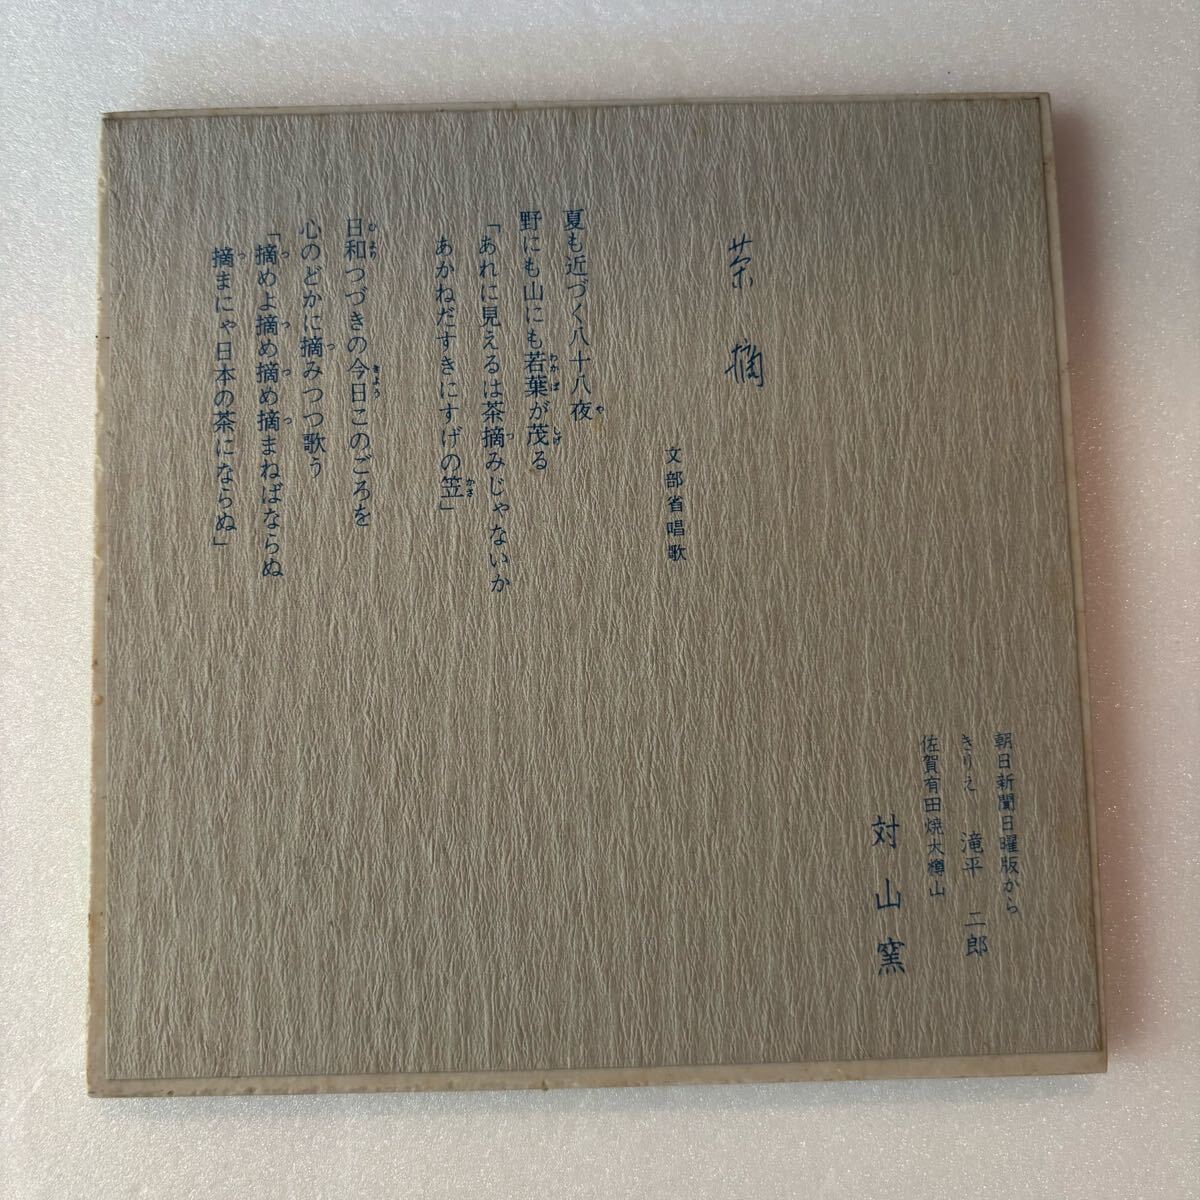 茶摘
文部省唱歌
夏も近づく八十八夜
野にも山にも若葉が茂る
「あれに見えるは茶摘みじゃないか
あかねだすきにすげの笠」
日和つづきの今日このごろを
心のどかに摘みつつ歌う
「摘めよ摘め摘め摘まねばならぬ
摘まにゃ日本の茶にならぬ」
朝日新聞日曜版から
きりえ 滝平 二郎
佐賀有田焼大樽山
対山窯